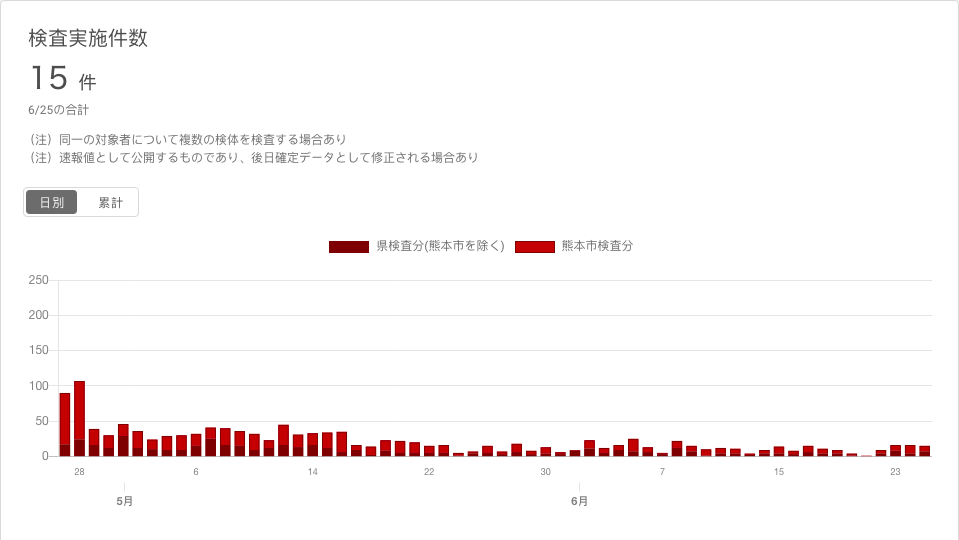 検査実施件数
15 件
6/25の合計
（注）同一の対象者について複数の検体を検査する場合あり
（注）速報値として公開するものであり、後日確定データとして修正される場合あり
日別 累計
県検査分(熊本市を除く) 熊本市検査分
250
200
150
100
50
0
28 6 14 22 30 7 15 23
5月 6月